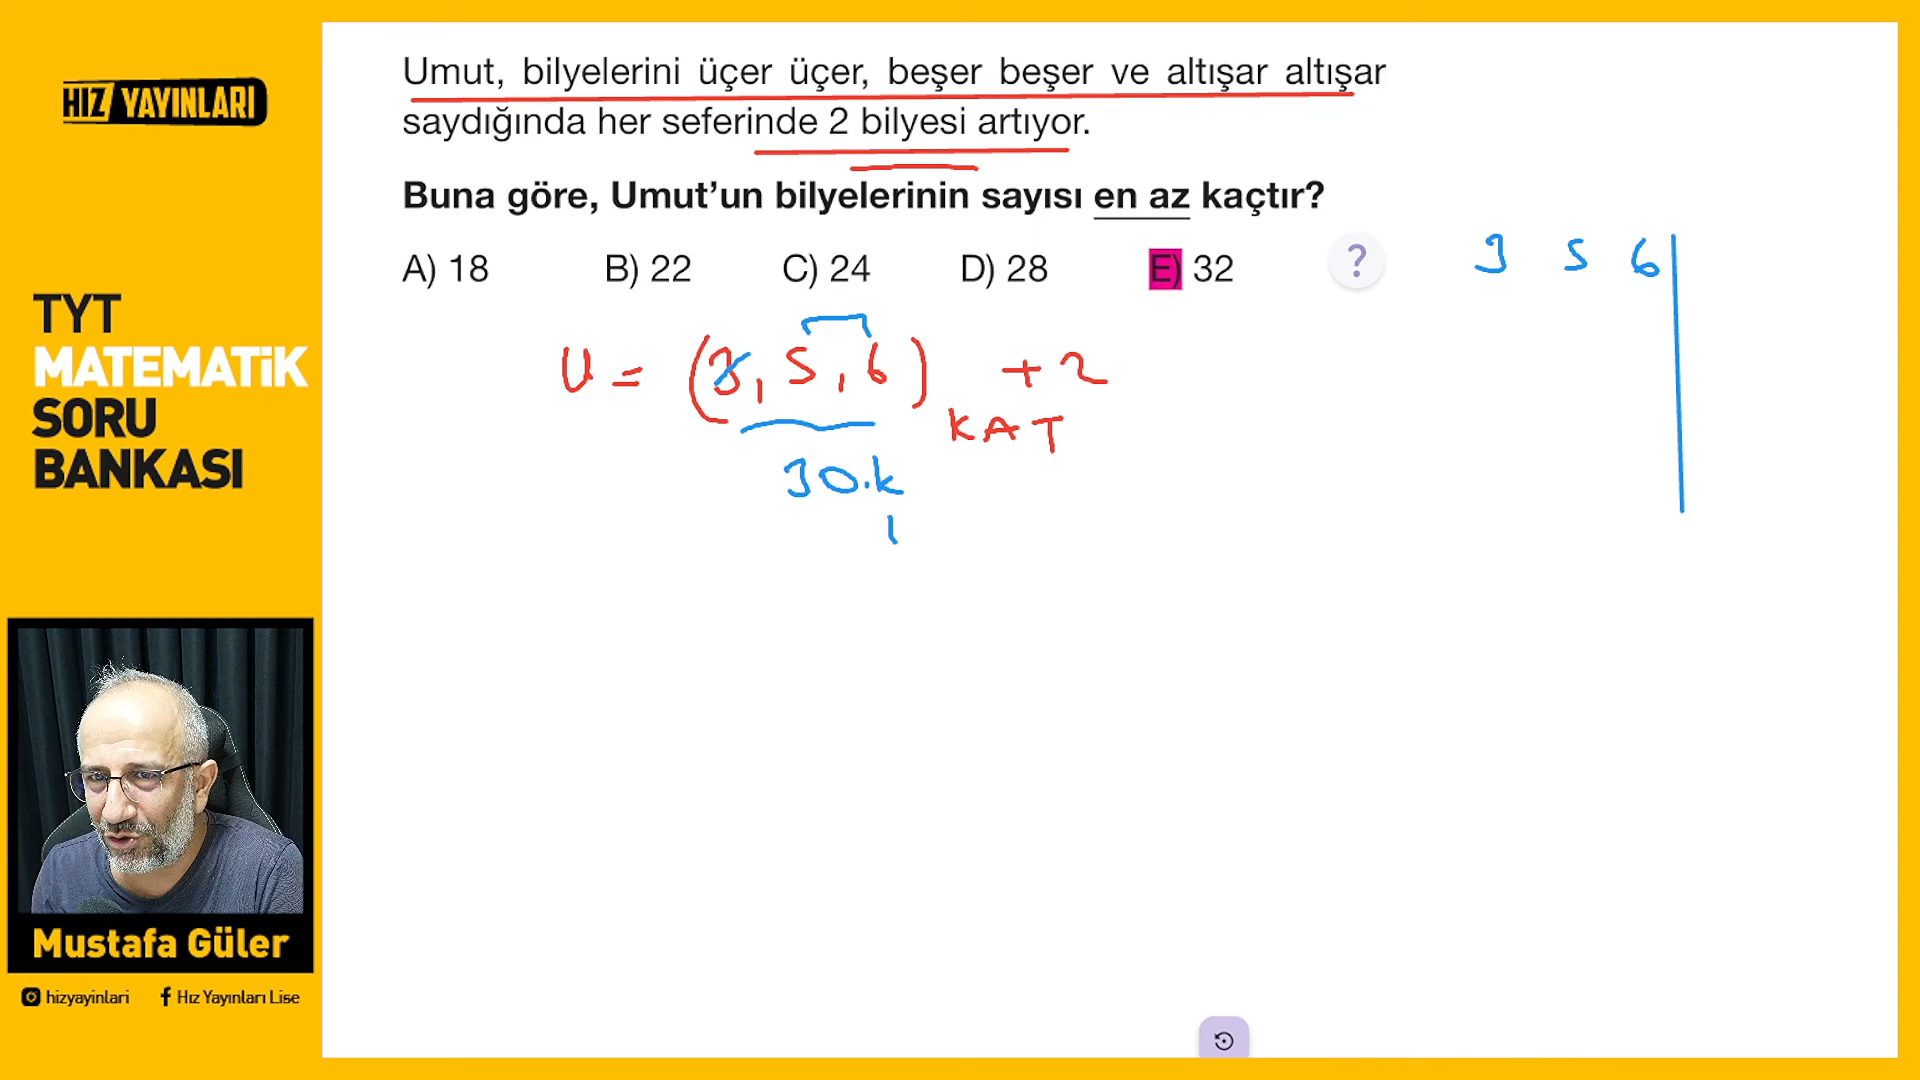 HIZ YAYINLARI
TYT
MATEMATİK
SORU
BANKASI
Umut, bilyelerini üçer üçer, beşer beşer ve altışar altışar
saydığında her seferinde 2 bilyesi artıyor.
Buna göre, Umut’un bilyelerinin sayısı en az kaçtır?
A) 18 B) 22 C) 24 D) 28 E) 32
?
3 5 6
U = (3, 5, 6) + 2
KAT
30.k
1
Mustafa Güler
hizyayinlari Hız Yayınları Lise